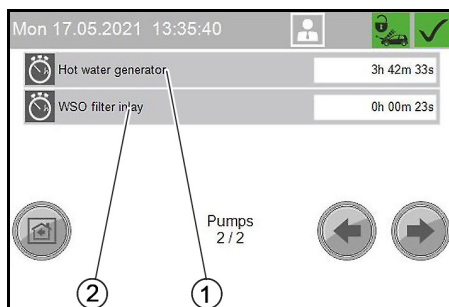 Mon 17.05.2021 13:35:40
Hot water generator 3h 42m 33s
WSO filter inlay 0h 00m 23s
Pumps
2 / 2
2 1